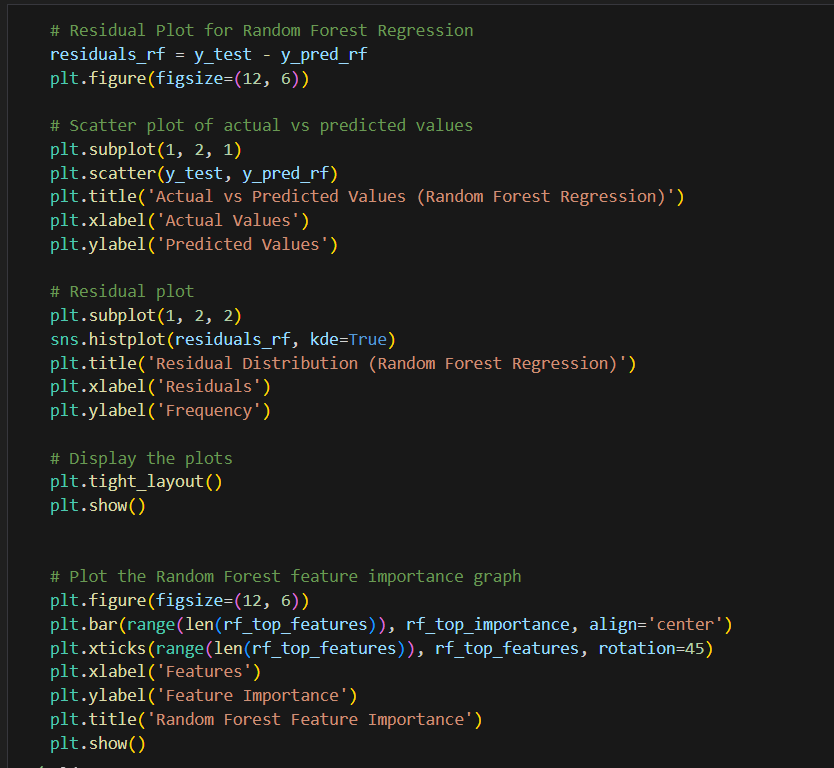 # Residual Plot for Random Forest Regression
residuals_rf = y_test - y_pred_rf
plt.figure(figsize=(12, 6))
# Scatter plot of actual vs predicted values
plt.subplot(1, 2, 1)
plt.scatter(y_test, y_pred_rf)
plt.title('Actual vs Predicted Values (Random Forest Regression)')
plt.xlabel('Actual Values')
plt.ylabel('Predicted Values')
# Residual plot
plt.subplot(1, 2, 2)
sns.histplot(residuals_rf, kde=True)
plt.title('Residual Distribution (Random Forest Regression)')
plt.xlabel('Residuals')
plt.ylabel('Frequency')
# Display the plots
plt.tight_layout()
plt.show()
# Plot the Random Forest feature importance graph
plt.figure(figsize=(12, 6))
plt.bar(range(len(rf_top_features)), rf_top_importance, align='center')
plt.xticks(range(len(rf_top_features)), rf_top_features, rotation=45)
plt.xlabel('Features')
plt.ylabel('Feature Importance')
plt.title('Random Forest Feature Importance')
plt.show()